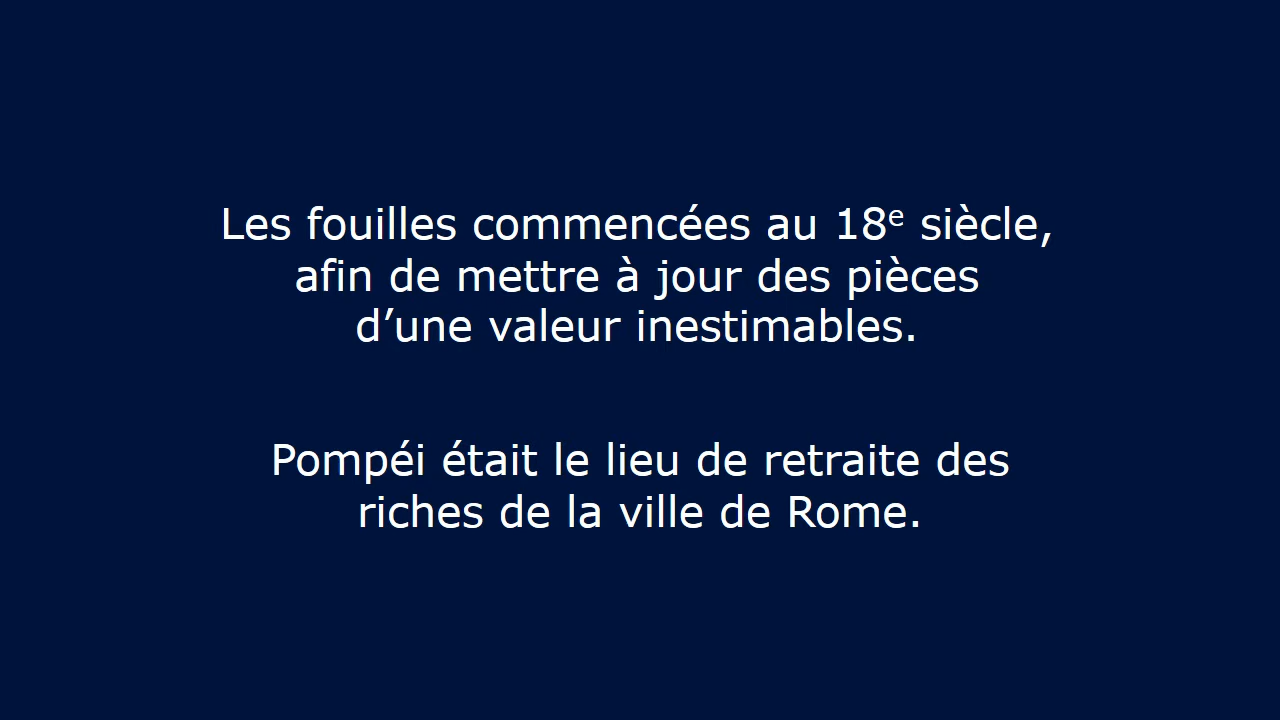 Les fouilles commencées au 18e siècle,
afin de mettre à jour des pièces
d’une valeur inestimables.
Pompéi était le lieu de retraite des
riches de la ville de Rome.